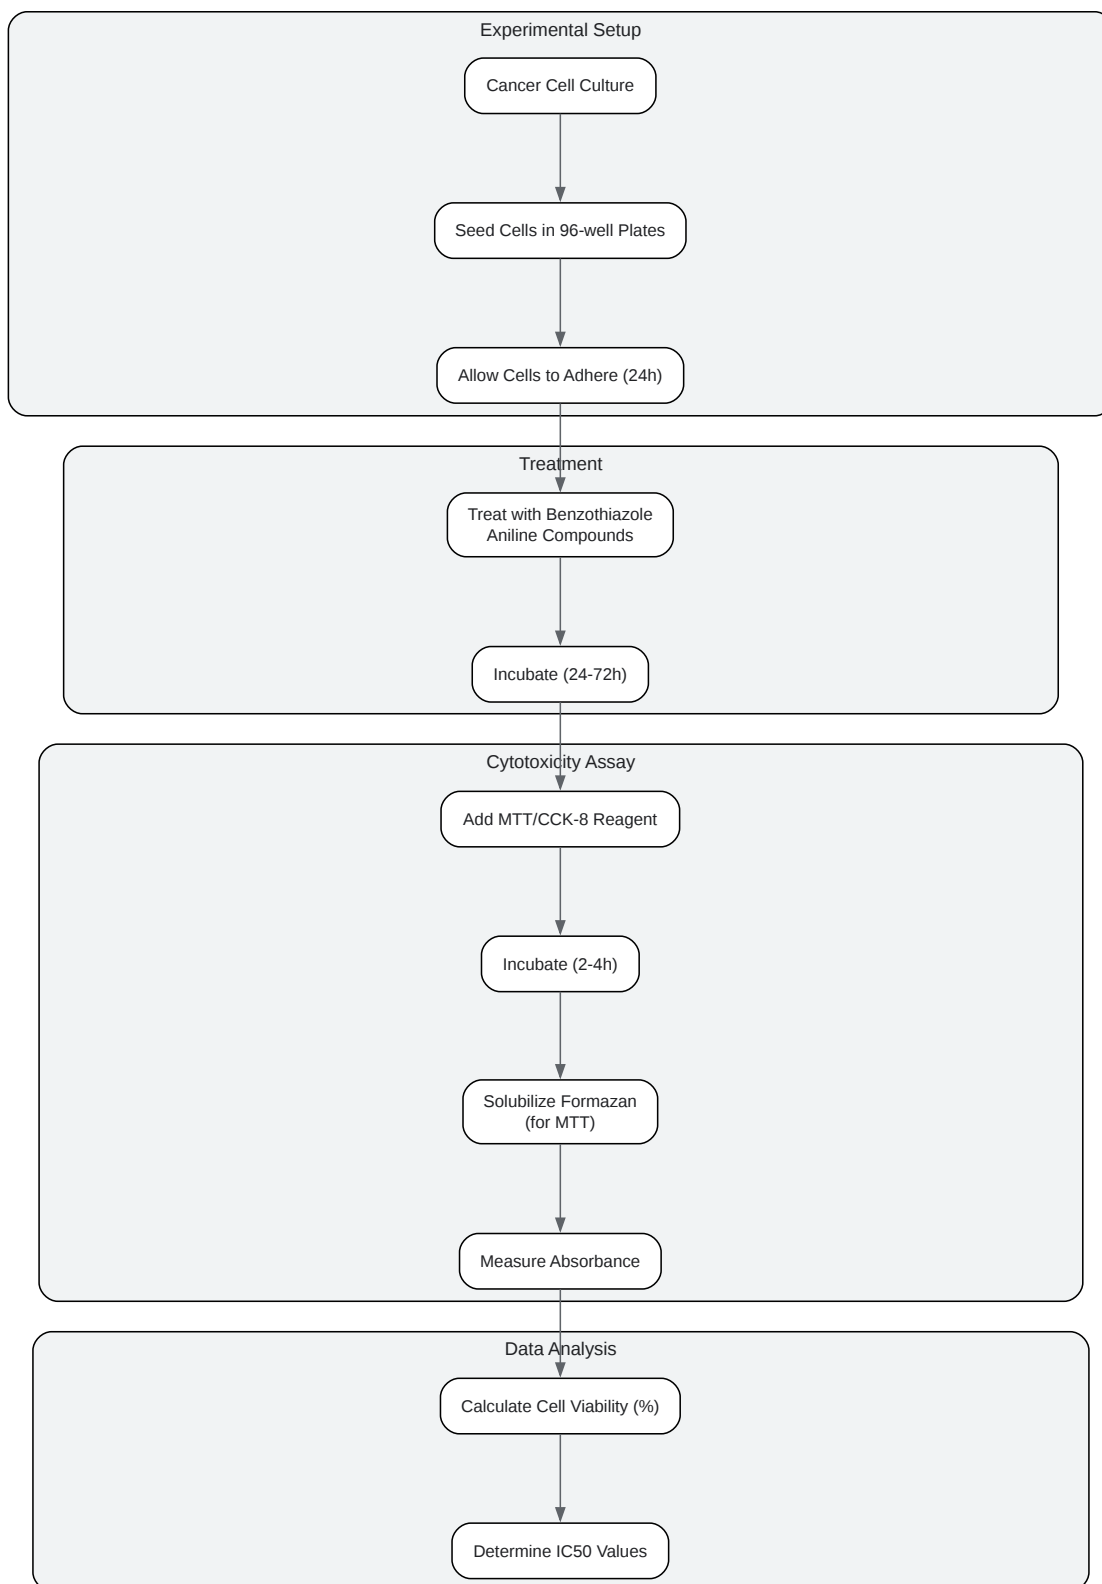 Experimental Setup
Cancer Cell Culture
Seed Cells in 96-well Plates
Allow Cells to Adhere (24h)
Treatment
Treat with Benzothiazole
Aniline Compounds
Incubate (24-72h)
Cytotoxicity Assay
Add MTT/CCK-8 Reagent
Incubate (2-4h)
Solubilize Formazan
(for MTT)
Measure Absorbance
Data Analysis
Calculate Cell Viability (%)
Determine IC50 Values